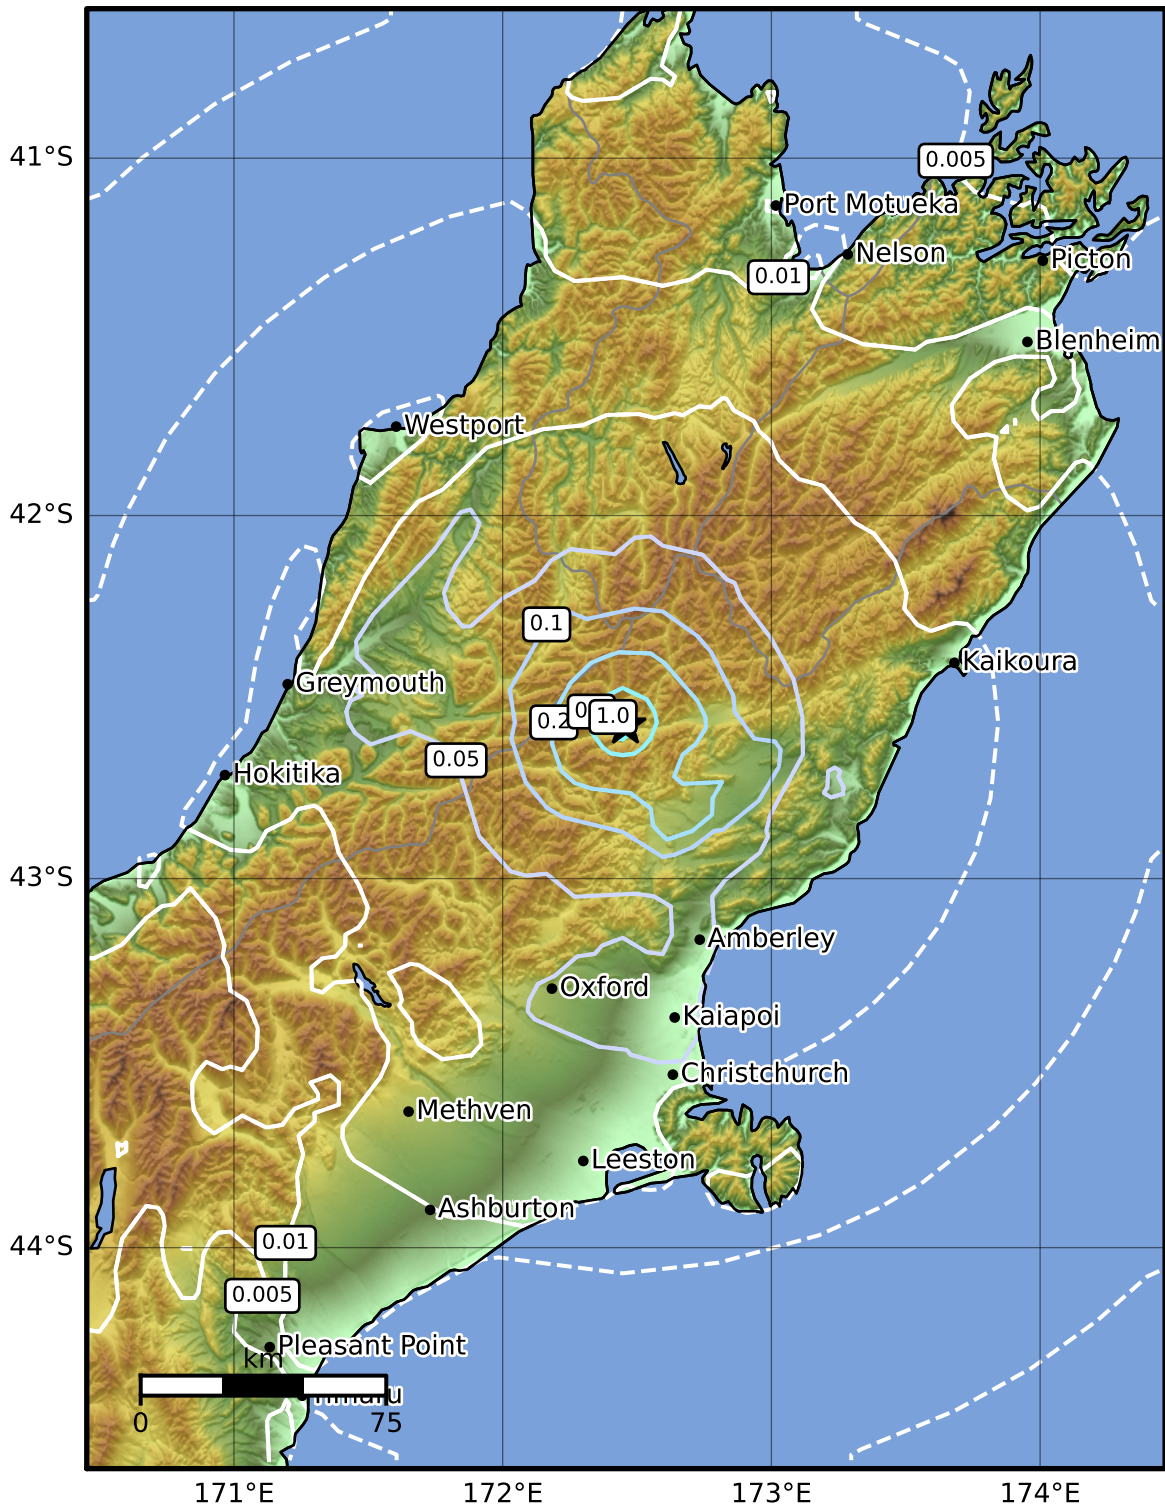 41°S
0.005
Port Motueka
Nelson
Picton
0.01
Blenheim
Westport
42°S
0.1
Kaikoura
Greymouth
0.2
1.0
0.05
Hokitika
43°S
Amberley
Oxford
Kaiapoi
Christchurch
Methven
Leeston
Ashburton
44°S
0.01
0.005
Pleasant Point
km
0
75
171°E
172°E
173°E
174°E